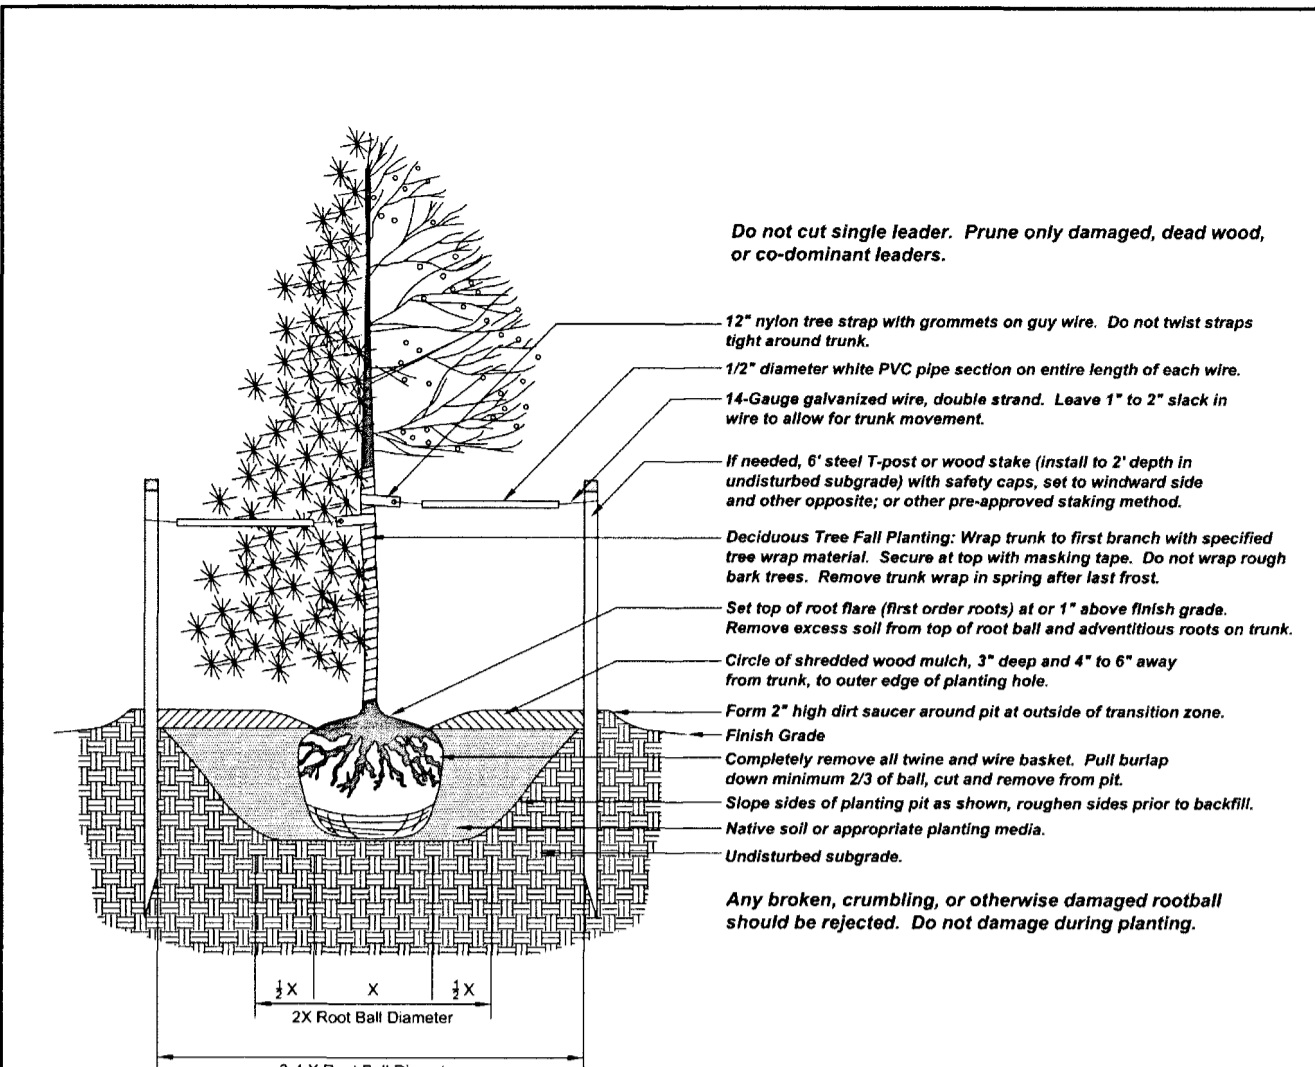 Do not cut single leader. Prune only damaged, dead wood,
or co-dominant leaders.
12" nylon tree strap with grommets on guy wire. Do not twist straps
tight around trunk.
1/2" diameter white PVC pipe section on entire length of each wire.
14-Gauge galvanized wire, double strand. Leave 1" to 2" slack in
wire to allow for trunk movement.
If needed, 6' steel T-post or wood stake (install to 2' depth in
undisturbed subgrade) with safety caps, set to windward side
and other opposite; or other pre-approved staking method.
Deciduous Tree Fall Planting: Wrap trunk to first branch with specified
tree wrap material. Secure at top with masking tape. Do not wrap rough
bark trees. Remove trunk wrap in spring after last frost.
Set top of root flare (first order roots) at or 1" above finish grade.
Remove excess soil from top of root ball and adventitious roots on trunk.
Circle of shredded wood mulch, 3" deep and 4" to 6" away
from trunk, to outer edge of planting hole.
Form 2" high dirt saucer around pit at outside of transition zone.
Finish Grade
Completely remove all twine and wire basket. Pull burlap
down minimum 2/3 of ball, cut and remove from pit.
Slope sides of planting pit as shown, roughen sides prior to backfill.
Native soil or appropriate planting media.
Undisturbed subgrade.
Any broken, crumbling, or otherwise damaged rootball
should be rejected. Do not damage during planting.
½ X X ½ X
2X Root Ball Diameter